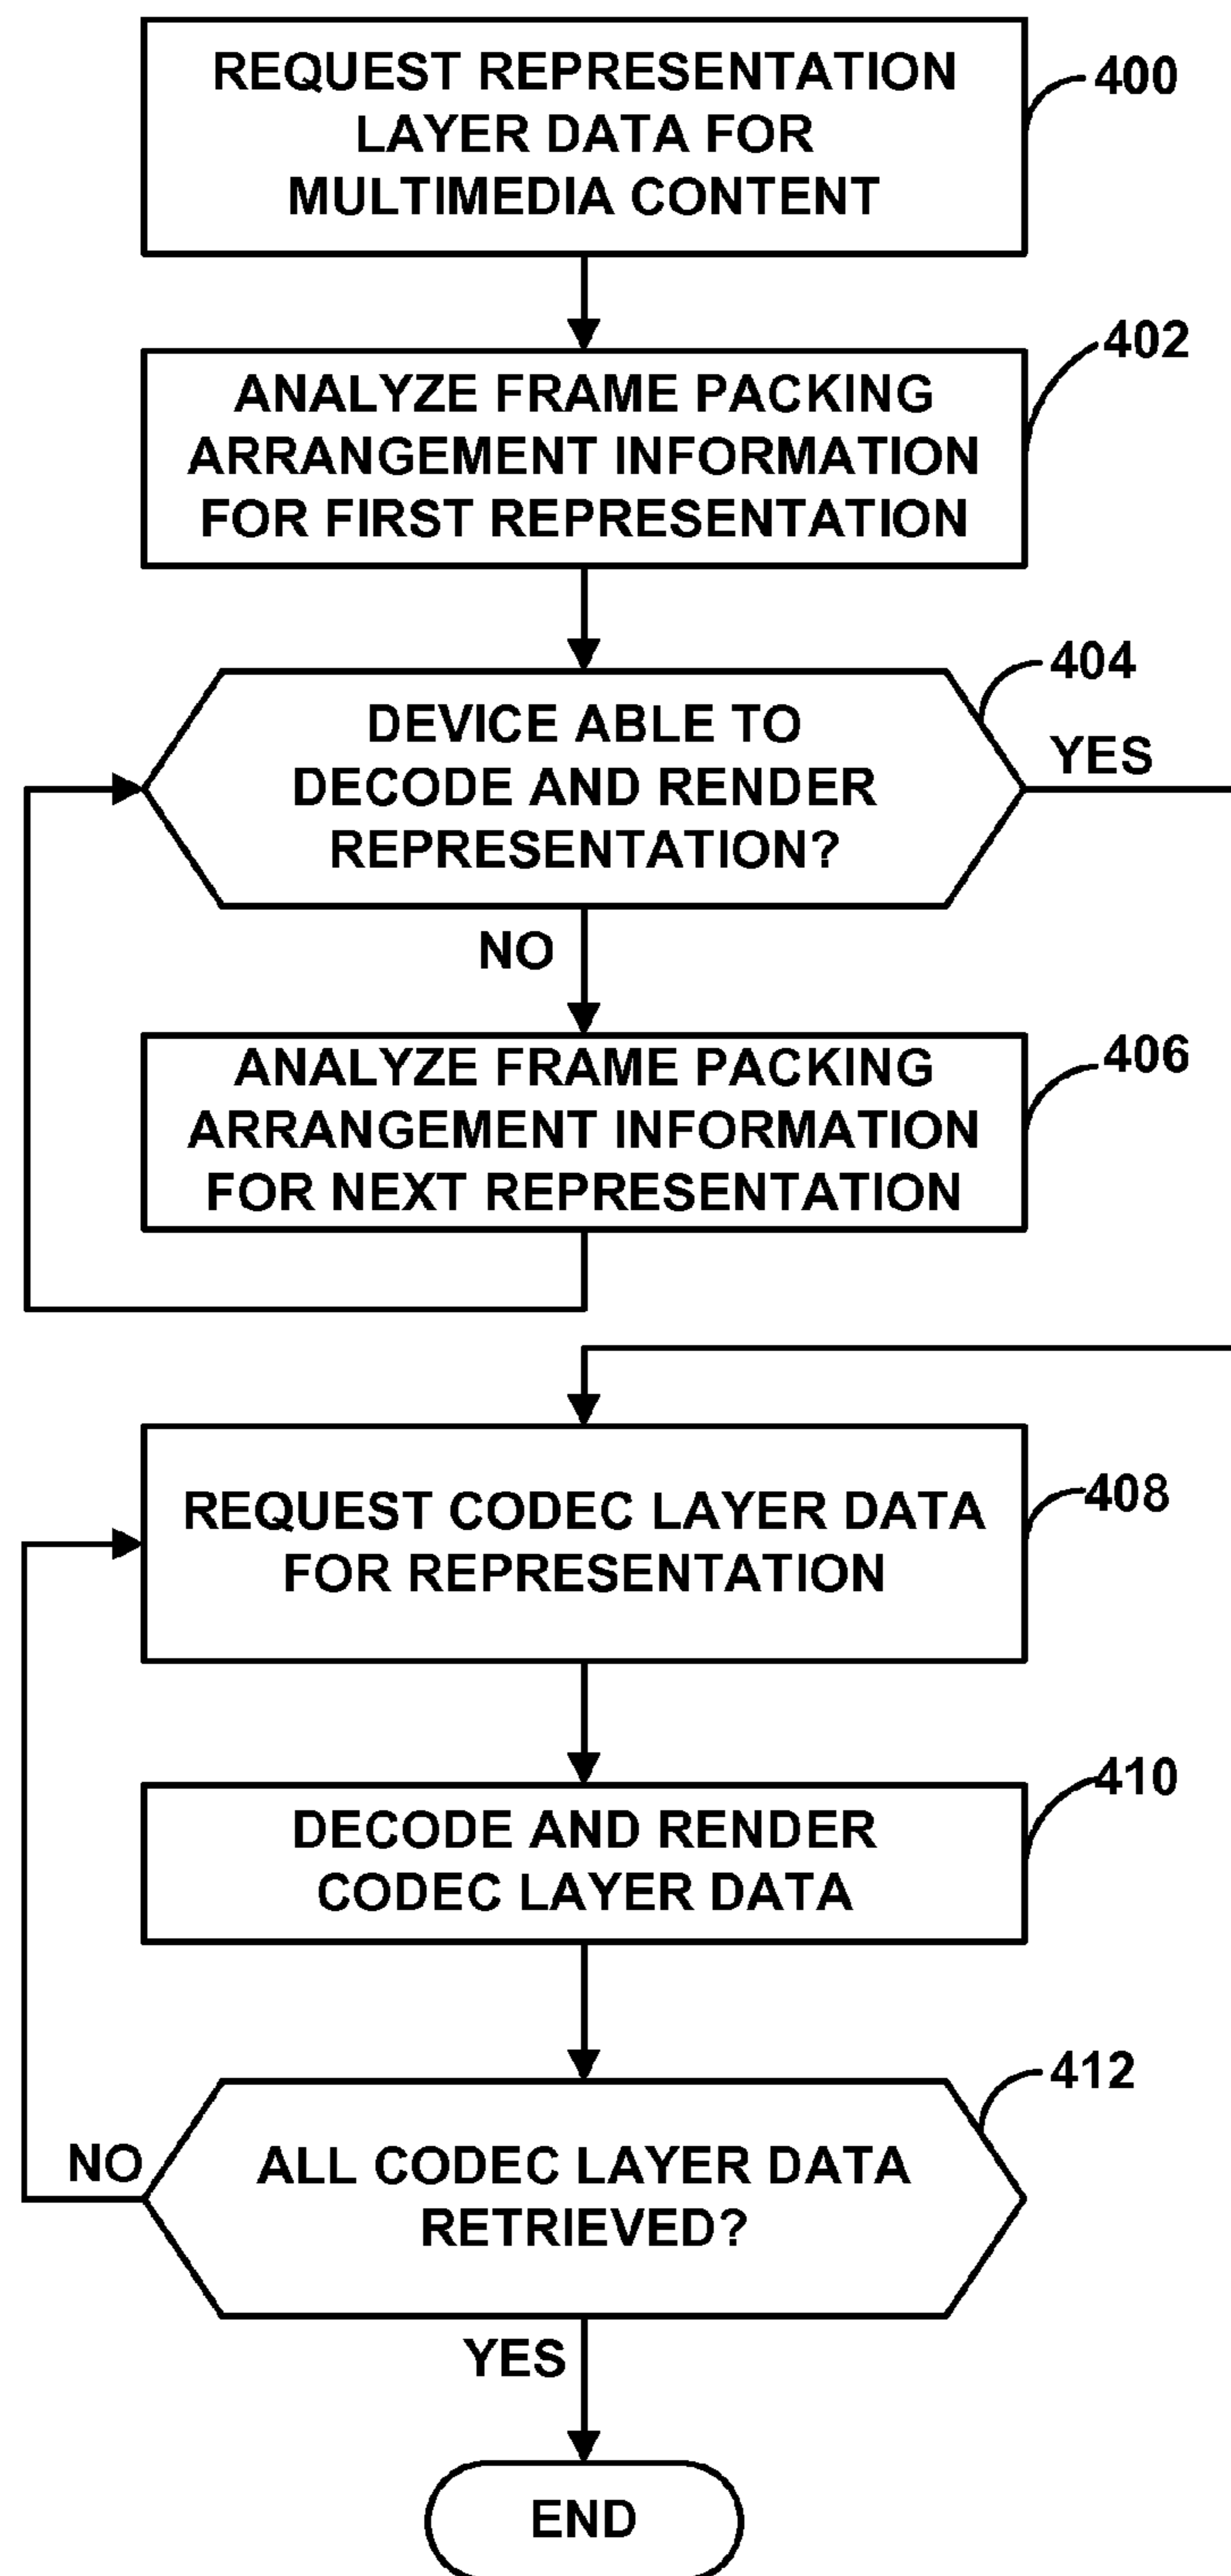 REQUEST REPRESENTATION
LAYER DATA FOR
MULTIMEDIA CONTENT
400
ANALYZE FRAME PACKING
ARRANGEMENT INFORMATION
FOR FIRST REPRESENTATION
402
DEVICE ABLE TO
DECODE AND RENDER
REPRESENTATION?
404
YES
NO
ANALYZE FRAME PACKING
ARRANGEMENT INFORMATION
FOR NEXT REPRESENTATION
406
REQUEST CODEC LAYER DATA
FOR REPRESENTATION
408
DECODE AND RENDER
CODEC LAYER DATA
410
ALL CODEC LAYER DATA
RETRIEVED?
412
NO
YES
END